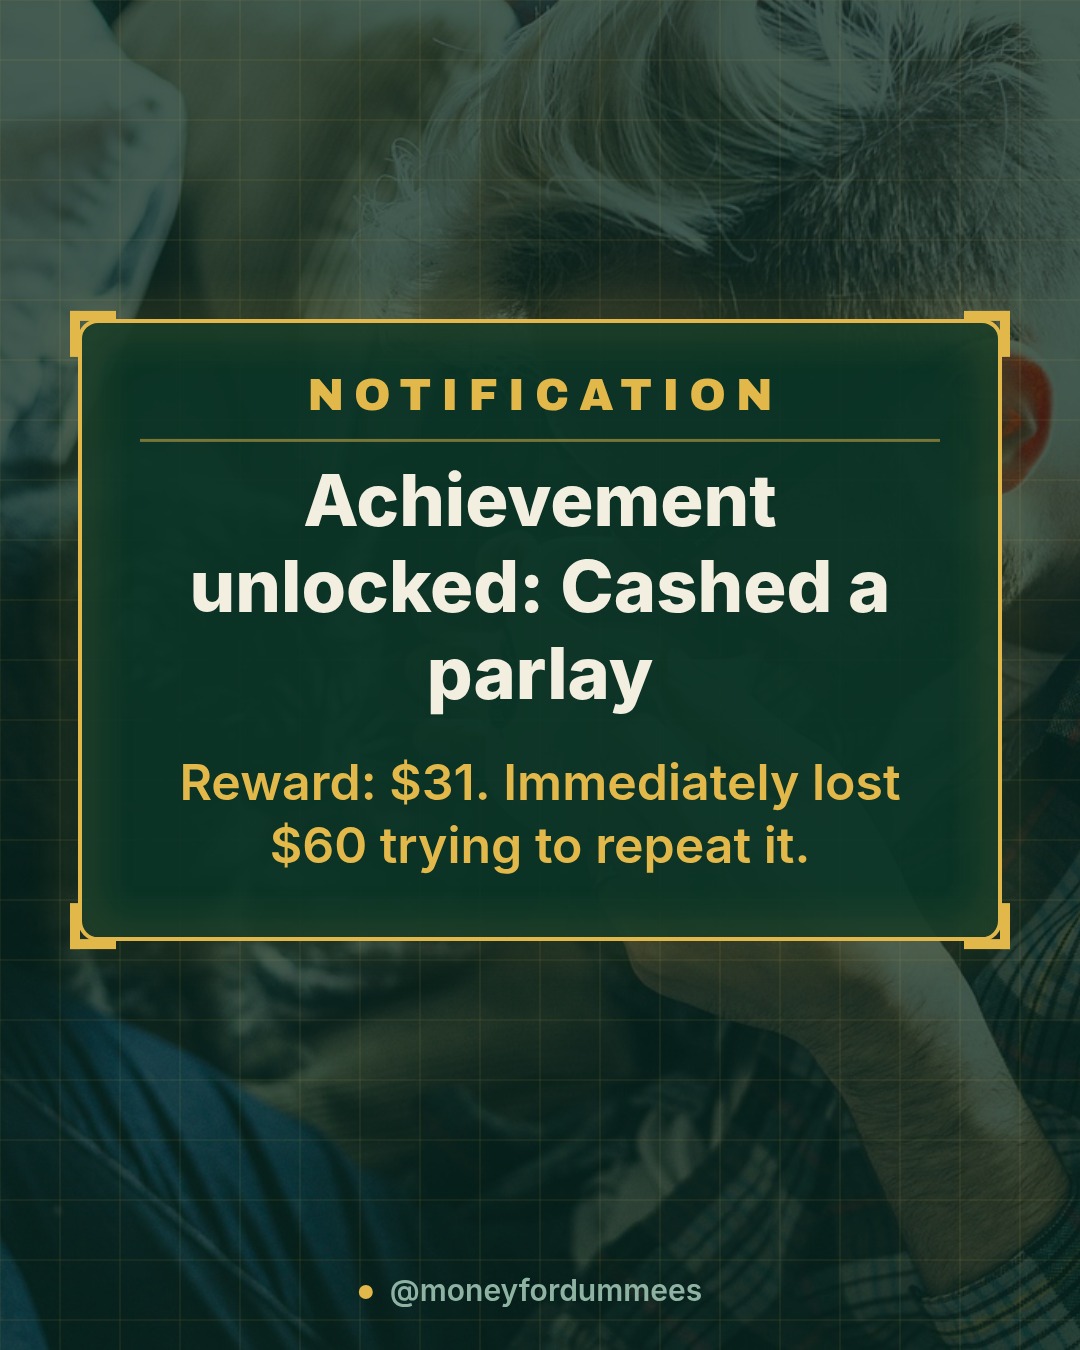 NOTIFICATION
Achievement
unlocked: Cashed a
parlay
Reward: $31. Immediately lost
$60 trying to repeat it.
@moneyfordummees